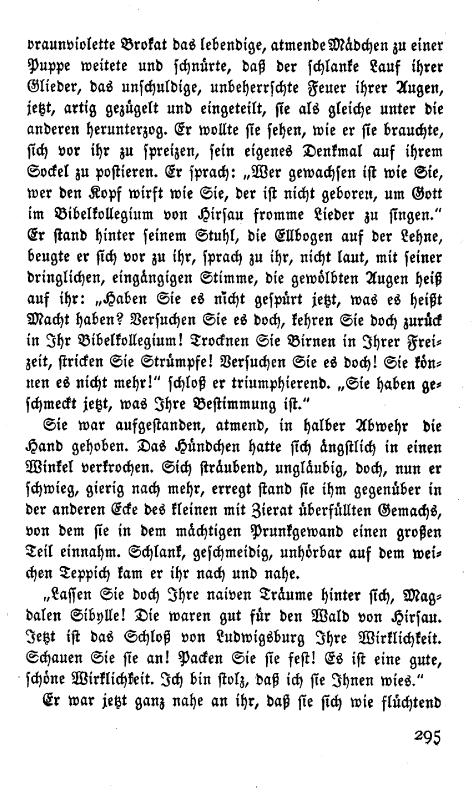 braunviolette Brokat das lebendige, atmende Mädchen zu einer
Puppe weitete und schnürte, daß der schlanke Lauf ihrer
Glieder, das unschuldige, unbeherrschte Feuer ihrer Augen,
jetzt, artig gezügelt und eingeteilt, sie als gleiche unter die
anderen herunterzog. Er wollte sie sehen, wie er sie brauchte,
sich vor ihr zu spreizen, sein eigenes Denkmal auf ihrem
Sockel zu postieren. Er sprach: „Wer gewachsen ist wie Sie,
wer den Kopf wirft wie Sie, der ist nicht geboren, um Gott
im Bibelkollegium von Hirsau fromme Lieder zu singen.“
Er stand hinter seinem Stuhl, die Ellbogen auf der Lehne,
beugte er sich vor zu ihr, sprach zu ihr, nicht laut, mit seiner
dringlichen, eingängigen Stimme, die gewölbten Augen heiß
auf ihr: „Haben Sie es nicht gespürt jetzt, was es heißt
Macht haben? Versuchen Sie es doch, kehren Sie doch zurück
in Ihr Bibelkollegium! Trocknen Sie Birnen in Ihrer Frei-
zeit, stricken Sie Strümpfe! Versuchen Sie es doch! Sie kön-
nen es nicht mehr!“ schloß er triumphierend. „Sie haben ge-
schmeckt jetzt, was Ihre Bestimmung ist.“
Sie war aufgestanden, atmend, in halber Abwehr die
Hand gehoben. Das Hündchen hatte sich ängstlich in einen
Winkel verkrochen. Sich sträubend, ungläubig, doch, nun er
schwieg, gierig nach mehr, erregt stand sie ihm gegenüber in
der anderen Ecke des kleinen mit Zierat überfüllten Gemachs,
von dem sie in dem mächtigen Prunkgewand einen großen
Teil einnahm. Schlank, geschmeidig, unhörbar auf dem wei-
chen Teppich kam er ihr nach und nahe.
„Lassen Sie doch Ihre naiven Träume hinter sich, Mag-
dalen Sibylle! Die waren gut für den Wald von Hirsau.
Jetzt ist das Schloß von Ludwigsburg Ihre Wirklichkeit.
Schauen Sie sie an! Packen Sie sie fest! Es ist eine gute,
schöne Wirklichkeit. Ich bin stolz, daß ich sie Ihnen wies.“
Er war jetzt ganz nahe an ihr, daß sie sich wie flüchtend
295